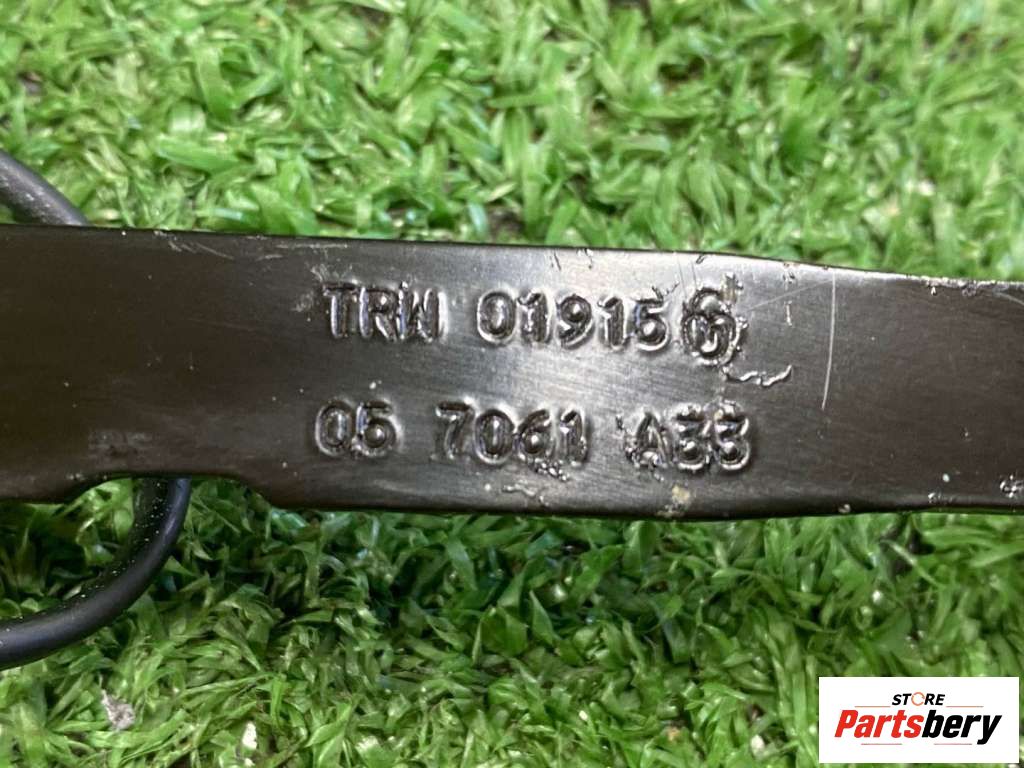 TRW 01915
05 7061 A33
STORE
Partsbery